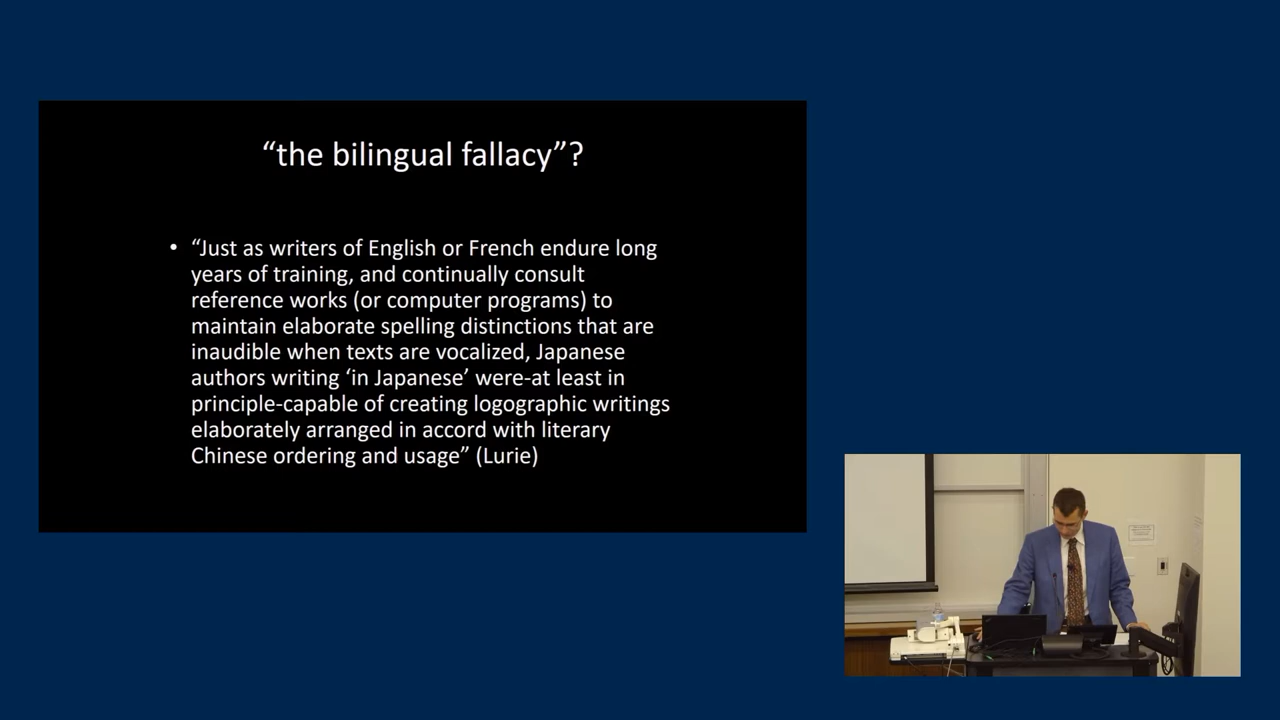 “the bilingual fallacy”?
• “Just as writers of English or French endure long
years of training, and continually consult
reference works (or computer programs) to
maintain elaborate spelling distinctions that are
inaudible when texts are vocalized, Japanese
authors writing ‘in Japanese’ were-at least in
principle-capable of creating logographic writings
elaborately arranged in accord with literary
Chinese ordering and usage” (Lurie)